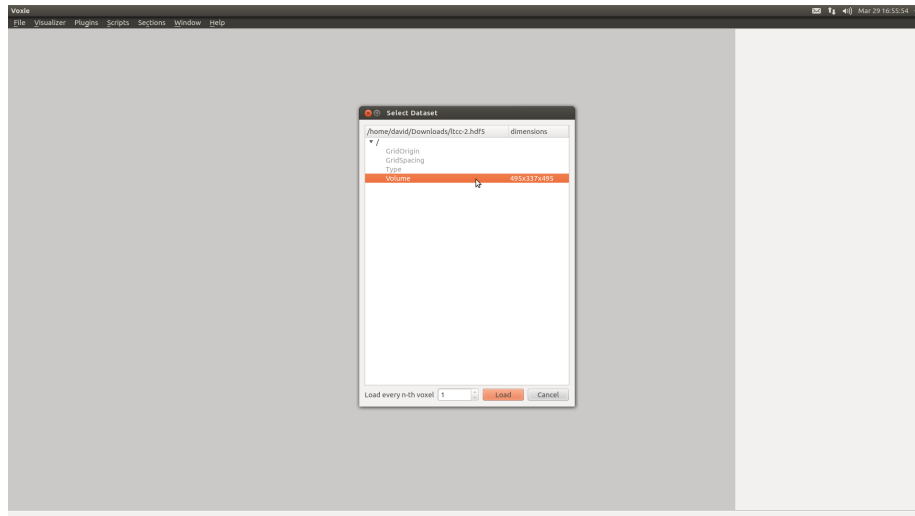 Voxie
Mar 29 16:55:54
File Visualizer Plugins Scripts Sections Window Help
Select Dataset
/home/david/Downloads/ltcc-2.hdf5 dimensions
/
GridOrigin
GridSpacing
Type
Volume 495x337x495
Load every n-th voxel 1 Load Cancel